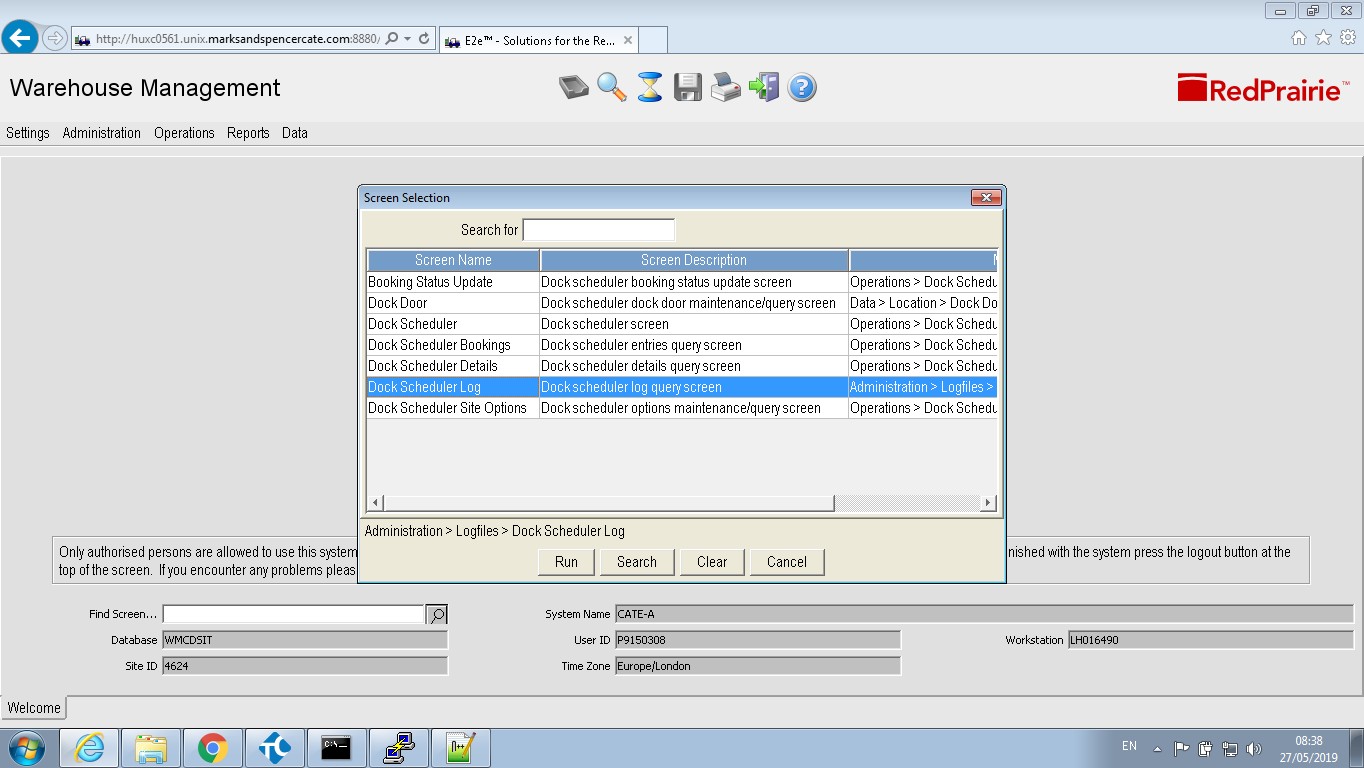 http://huxc0561.unix.marksandspencercate.com:8880/
E2e™ - Solutions for the Re...
Warehouse Management
RedPrairie™
Settings Administration Operations Reports Data
Screen Selection
Search for
Screen Name Screen Description
Booking Status Update Dock scheduler booking status update screen Operations > Dock Schedu
Dock Door Dock scheduler dock door maintenance/query screen Data > Location > Dock Do
Dock Scheduler Dock scheduler screen Operations > Dock Schedu
Dock Scheduler Bookings Dock scheduler entries query screen Operations > Dock Schedu
Dock Scheduler Details Dock scheduler details query screen Operations > Dock Schedu
Dock Scheduler Log Dock scheduler log query screen Administration > Logfiles >
Dock Scheduler Site Options Dock scheduler options maintenance/query screen Operations > Dock Schedu
Administration > Logfiles > Dock Scheduler Log
Run Search Clear Cancel
Only authorised persons are allowed to use this system nished with the system press the logout button at the
top of the screen. If you encounter any problems pleas
Find Screen... System Name CATE-A
Database WMCDSIT User ID P9150308 Workstation LH016490
Site ID 4624 Time Zone Europe/London
Welcome
EN 08:38
27/05/2019